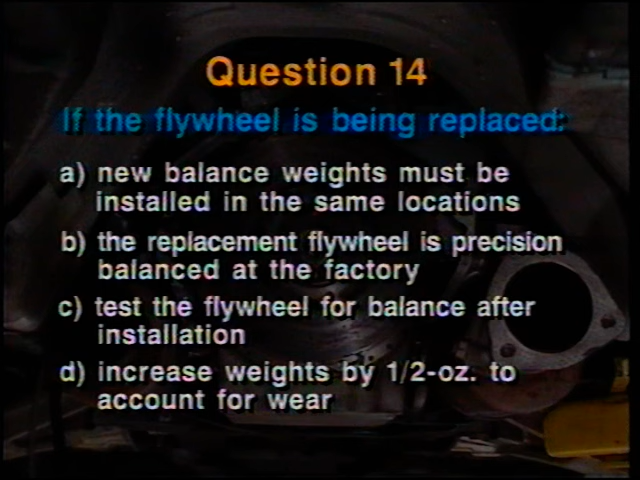 Question 14
If the flywheel is being replaced:
a) new balance weights must be
installed in the same locations
b) the replacement flywheel is precision
balanced at the factory
c) test the flywheel for balance after
installation
d) increase weights by 1/2-oz. to
account for wear